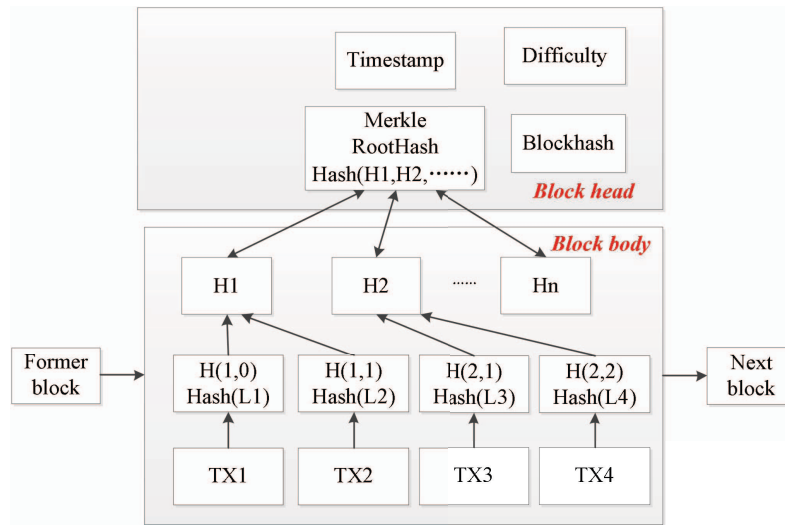 Timestamp
Difficulty
Merkle
RootHash
Hash(H1,H2,······)
Blockhash
Block head
Block body
H1
H2
······
Hn
Former
block
H(1,0)
Hash(L1)
H(1,1)
Hash(L2)
H(2,1)
Hash(L3)
H(2,2)
Hash(L4)
Next
block
TX1
TX2
TX3
TX4